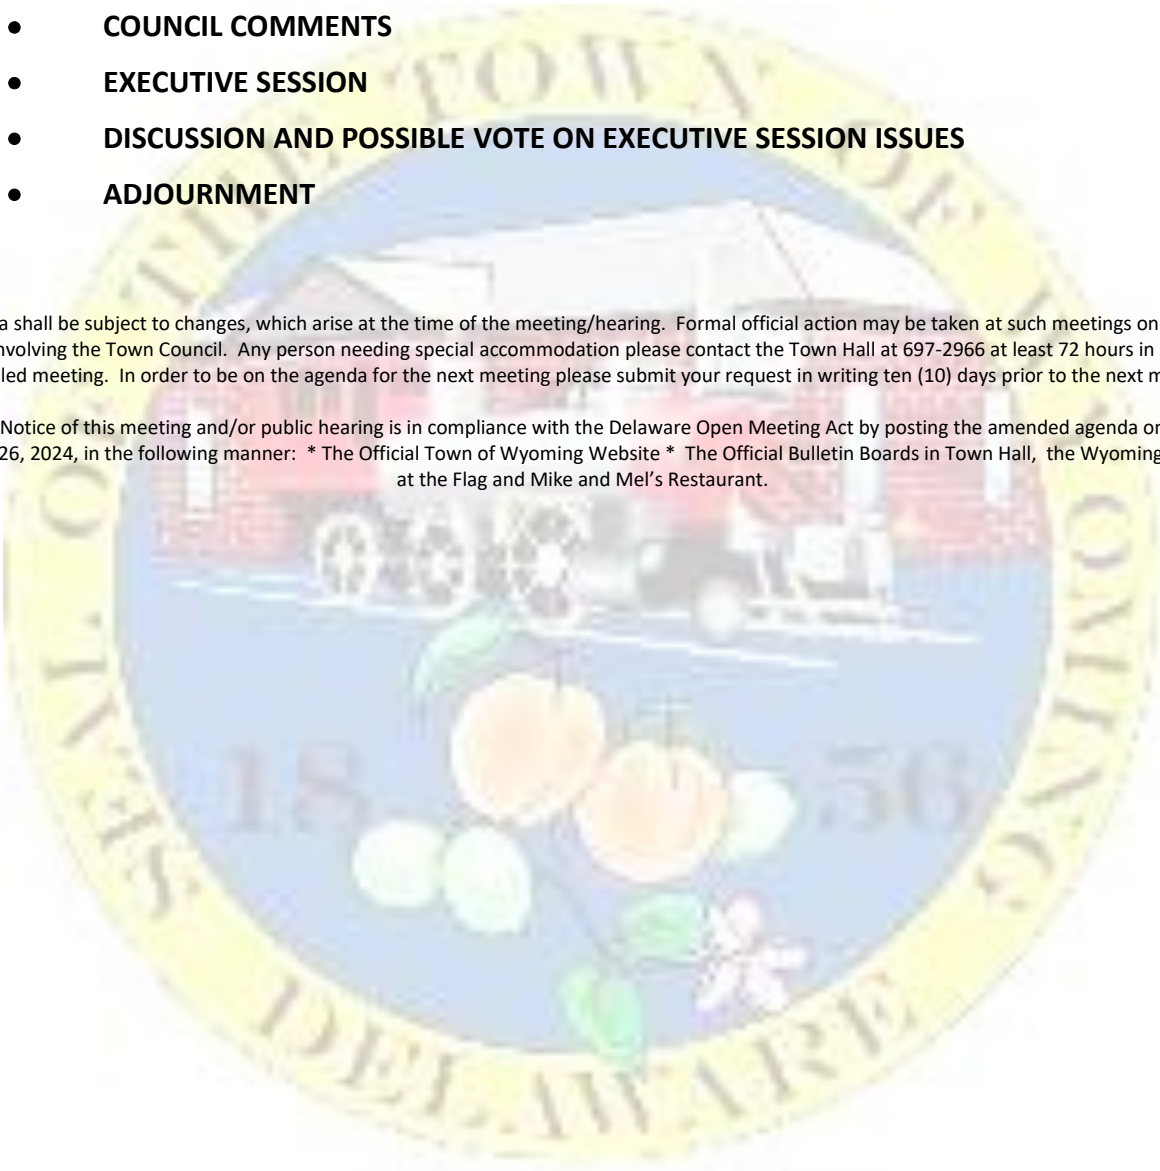 • COUNCIL COMMENTS
• EXECUTIVE SESSION
• DISCUSSION AND POSSIBLE VOTE ON EXECUTIVE SESSION ISSUES
• ADJOURNMENT
a shall be subject to changes, which arise at the time of the meeting/hearing. Formal official action may be taken at such meetings on
nvolving the Town Council. Any person needing special accommodation please contact the Town Hall at 697-2966 at least 72 hours in
led meeting. In order to be on the agenda for the next meeting please submit your request in writing ten (10) days prior to the next m
Notice of this meeting and/or public hearing is in compliance with the Delaware Open Meeting Act by posting the amended agenda on
26, 2024, in the following manner: * The Official Town of Wyoming Website * The Official Bulletin Boards in Town Hall, the Wyoming
at the Flag and Mike and Mel's Restaurant.
SEAL OF THE TOWN OF WYOMING
18 56
DELAWARE